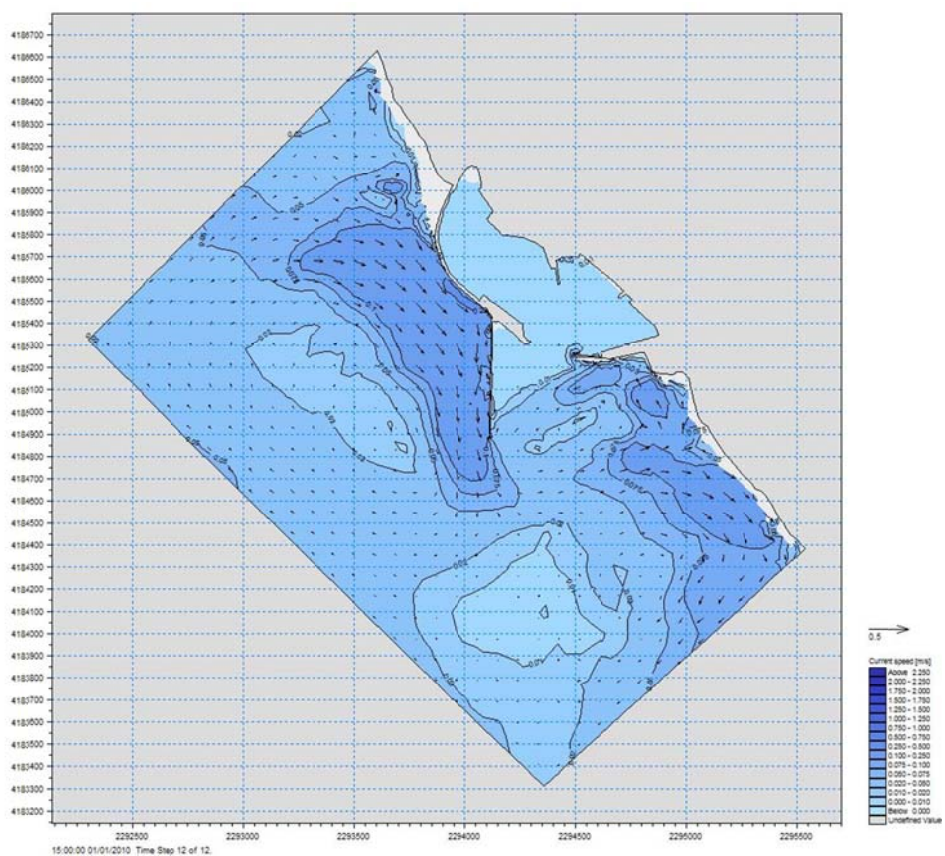 4186700
4186600
4186500
4186400
4186300
4186200
4186100
4186000
4185900
4185800
4185700
4185600
4185500
4185400
4185300
4185200
4185100
4185000
4184900
4184800
4184700
4184600
4184500
4184400
4184300
4184200
4184100
4184000
4183900
4183800
4183700
4183600
4183500
4183400
4183300
4183200
2292500 2293000 2293500 2294000 2294500 2295000 2295500
15:00:00 01/01/2010 Time Step 12 of 12.
0.5
Current speed [m/s]
Above 2.250
2.000 - 2.250
1.750 - 2.000
1.500 - 1.750
1.250 - 1.500
1.000 - 1.250
0.750 - 1.000
0.500 - 0.750
0.250 - 0.500
0.100 - 0.250
0.075 - 0.100
0.050 - 0.075
0.020 - 0.050
0.010 - 0.020
0.000 - 0.010
Below 0.000
Undefined Value